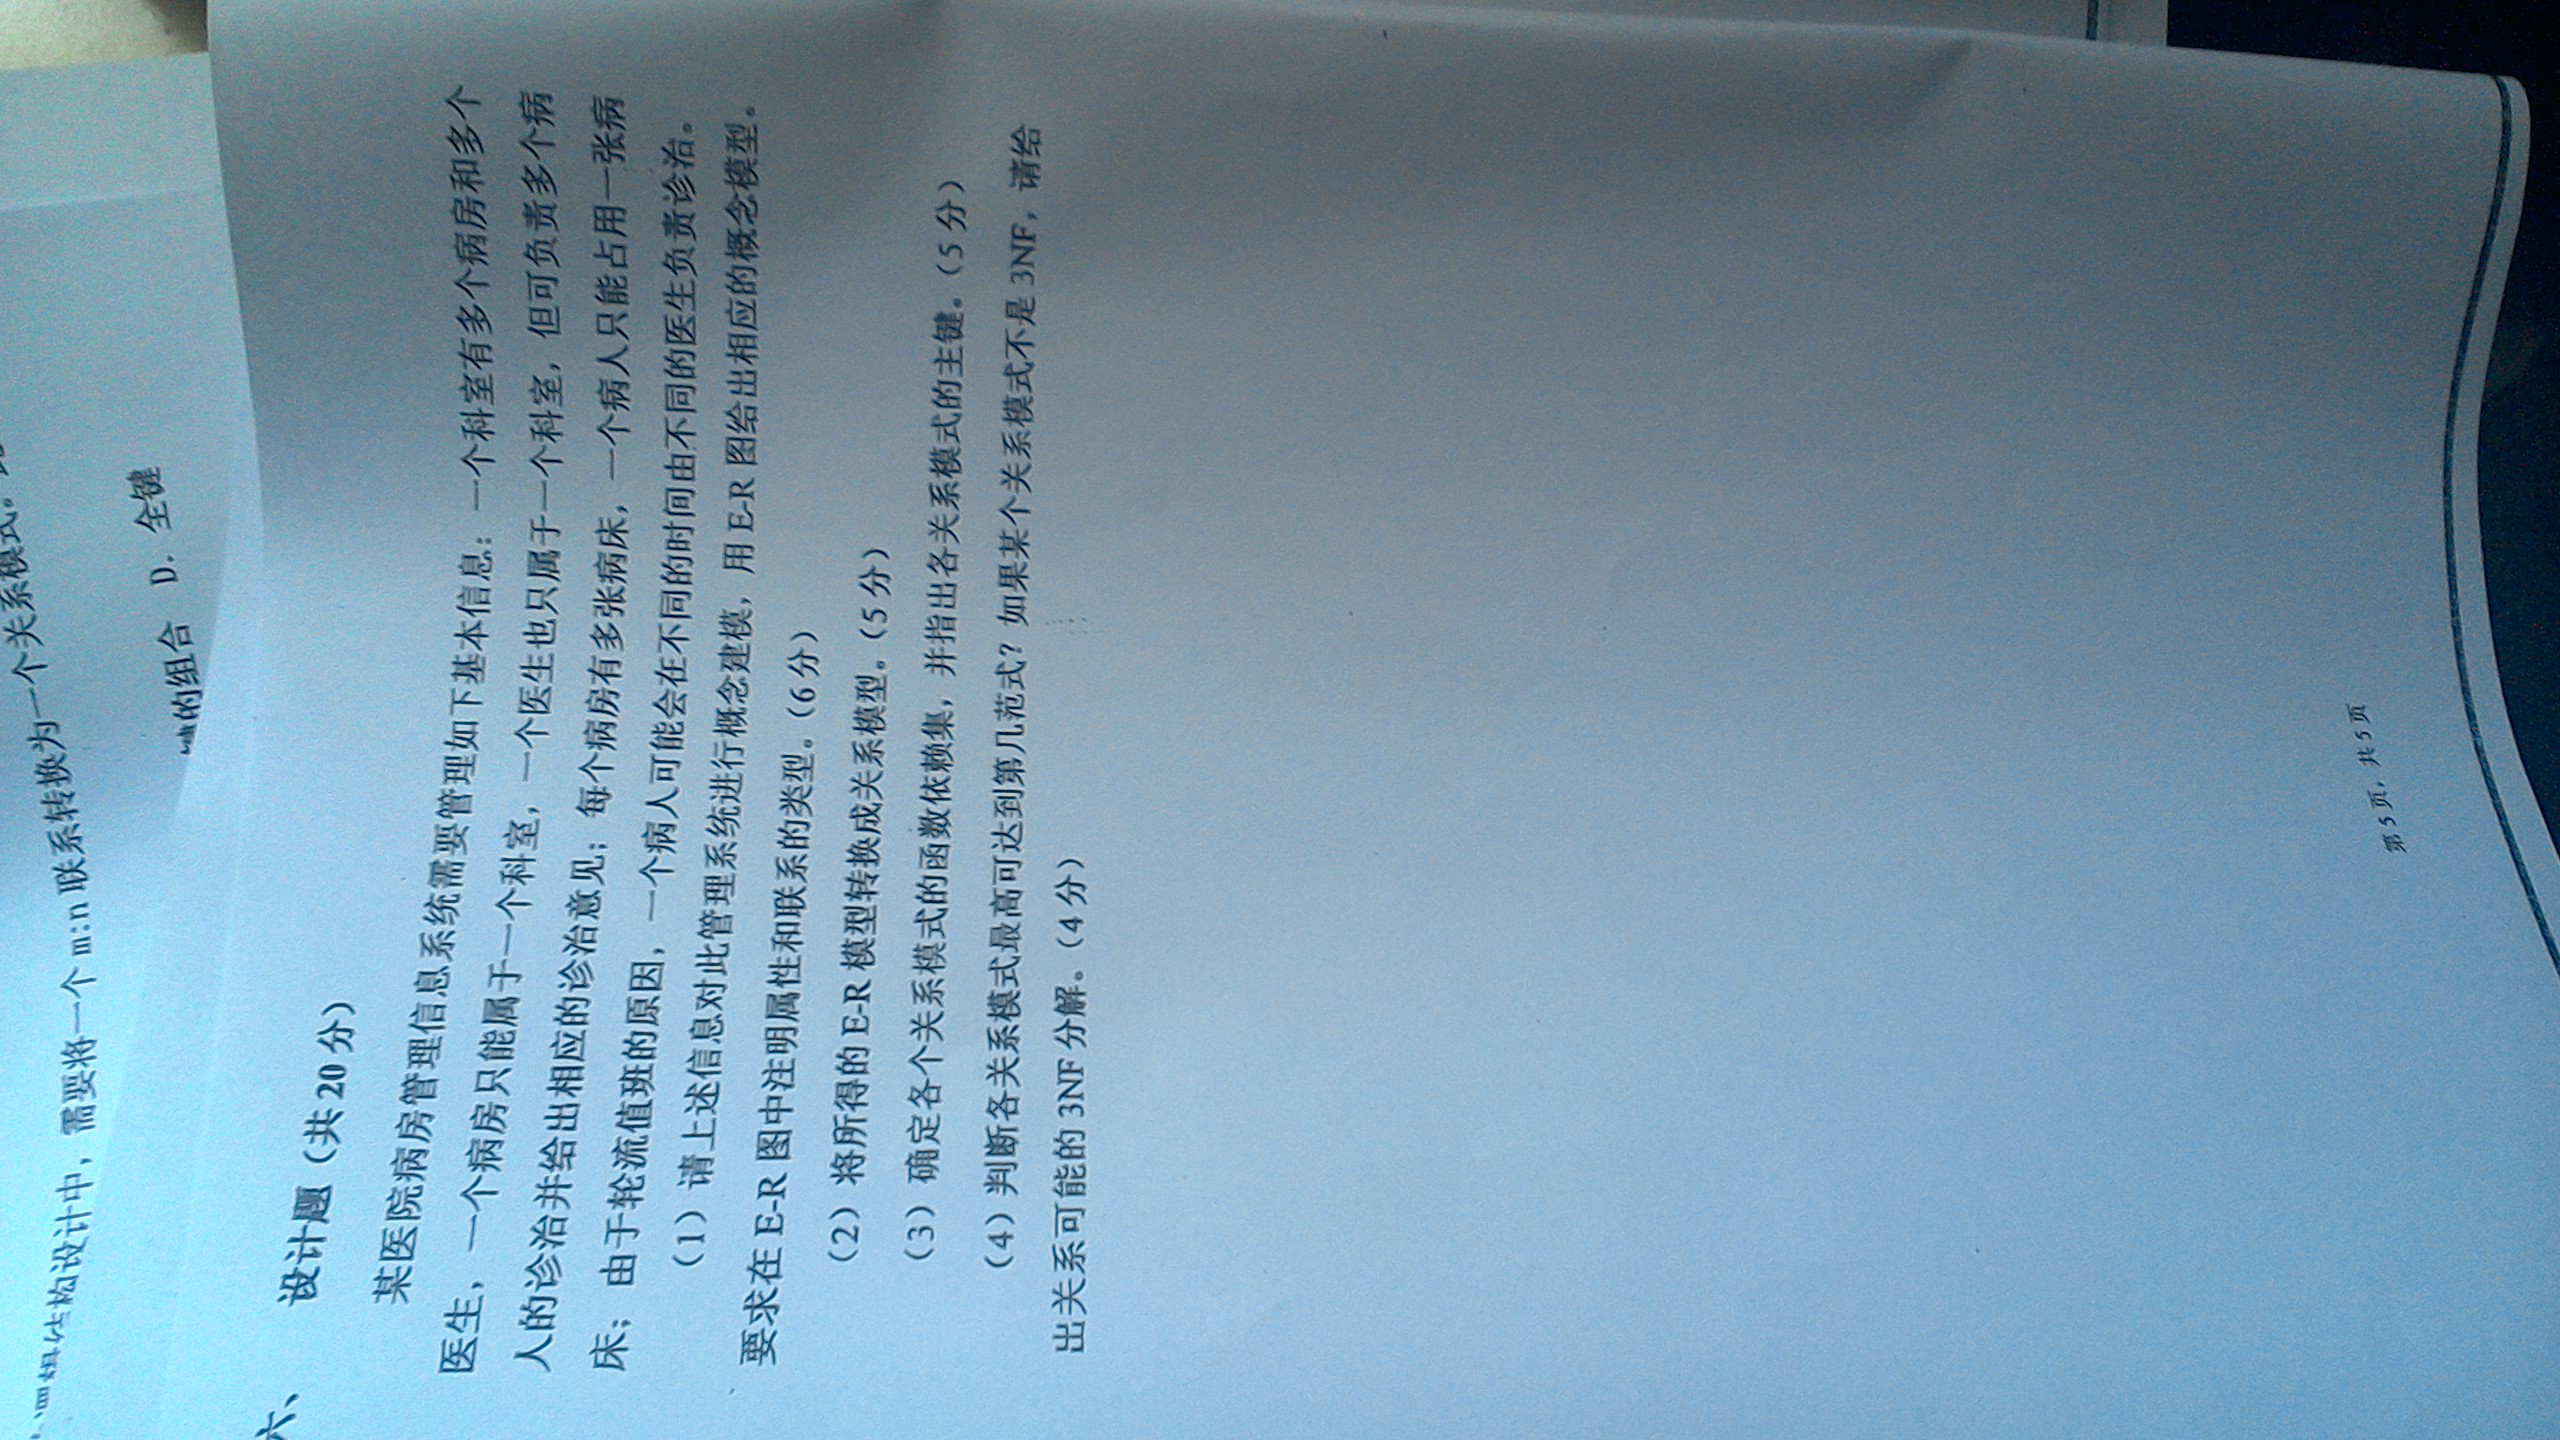 结构设计中，需要将一个 m:n 联系转换为一个关系模式。
的组合 D. 全键
六、 设计题（共 20 分）
某医院病房管理信息系统需要管理如下基本信息：一个科室有多个病房和多个
医生，一个病房只能属于一个科室，一个医生也只属于一个科室，但可负责多个病
人的诊治并给出相应的诊治意见；每个病房有多张病床，一个病人只能占用一张病
床；由于轮流值班的原因，一个病人可能会在不同的时间由不同的医生负责诊治。
（1）请上述信息对此管理系统进行概念建模，用 E-R 图给出相应的概念模型。
要求在 E-R 图中注明属性和联系的类型。（6 分）
（2）将所得的 E-R 模型转换成关系模型。（5 分）
（3）确定各个关系模式的函数依赖集，并指出各关系模式的主键。（5 分）
（4）判断各关系模式最高可达到第几范式？如果某个关系模式不是 3NF，请给
出关系可能的 3NF 分解。（4 分）
第 5 页，共 5 页